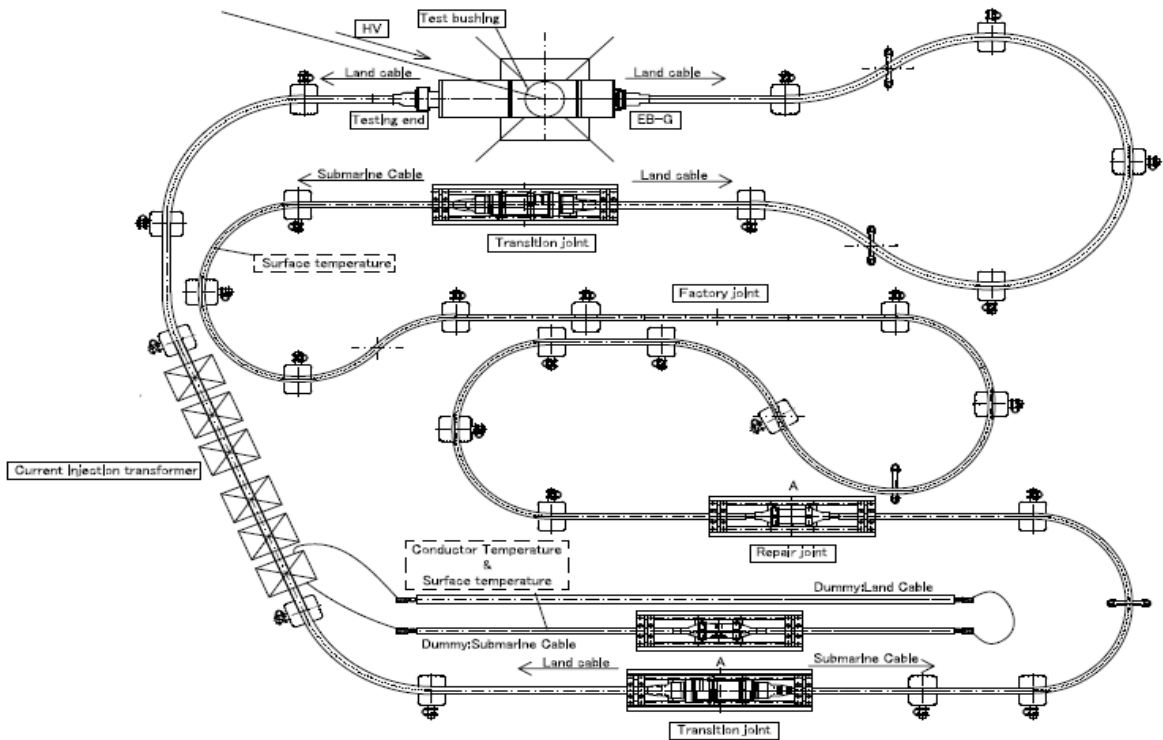 Test bushing
HV
Land cable
Land cable
Testing end
EB-G
Submarine Cable
Land cable
Transition joint
Surface temperature
Factory joint
Current injection transformer
A
Repair joint
Conductor Temperature
&
Surface temperature
Dummy:Land Cable
Dummy:Submarine Cable
Land cable
A
Submarine Cable
Transition joint